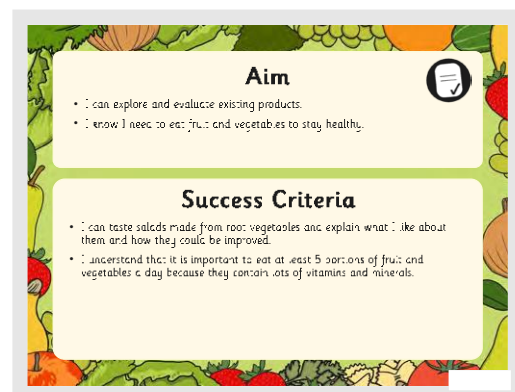 Aim
• I can explore and evaluate existing products.
• I know I need to eat fruit and vegetables to stay healthy.
Success Criteria
• I can taste salads made from root vegetables and explain what I like about
them and how they could be improved.
• I understand that it is important to eat at least 5 portions of fruit and
vegetables a day because they contain lots of vitamins and minerals.